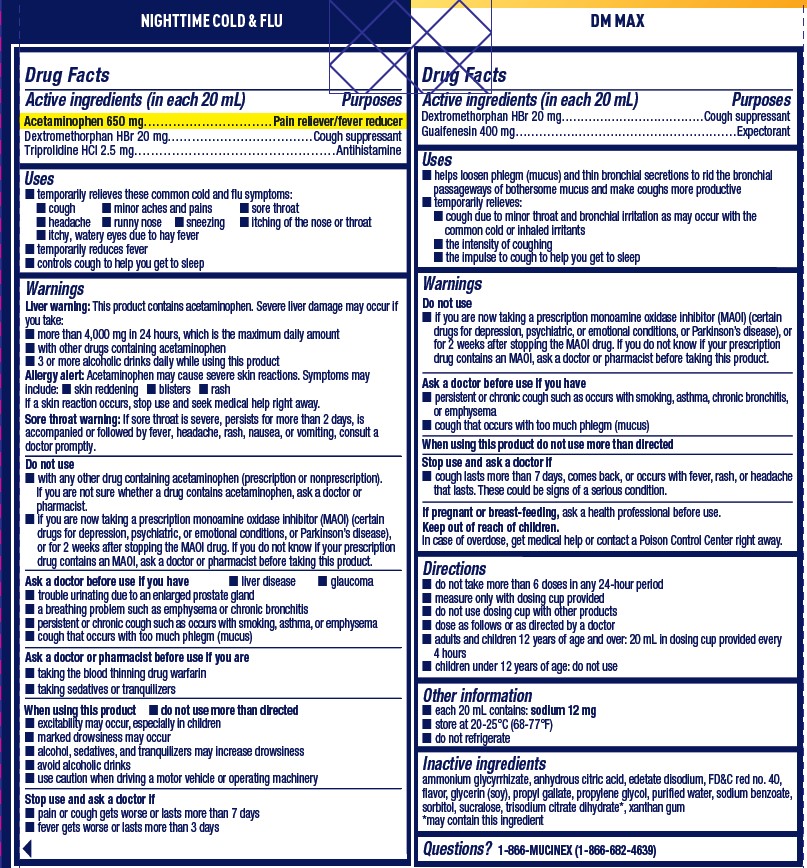 NIGHTTIME COLD & FLU
Drug Facts
Active ingredients (in each 20 mL) Purposes
Acetaminophen 650 mg............................. Pain reliever/fever reducer
Dextromethorphan HBr 20 mg................................. Cough suppressant
Triprolidine HCl 2.5 mg.............................................. Antihistamine
Uses
■ temporarily relieves these common cold and flu symptoms:
■ cough ■ minor aches and pains ■ sore throat
■ headache ■ runny nose ■ sneezing ■ itching of the nose or throat
■ itchy, watery eyes due to hay fever
■ temporarily reduces fever
■ controls cough to help you get to sleep
Warnings
Liver warning: This product contains acetaminophen. Severe liver damage may occur if
you take:
■ more than 4,000 mg in 24 hours, which is the maximum daily amount
■ with other drugs containing acetaminophen
■ 3 or more alcoholic drinks daily while using this product
Allergy alert: Acetaminophen may cause severe skin reactions. Symptoms may
include: ■ skin reddening ■ blisters ■ rash
If a skin reaction occurs, stop use and seek medical help right away.
Sore throat warning: If sore throat is severe, persists for more than 2 days, is
accompanied or followed by fever, headache, rash, nausea, or vomiting, consult a
doctor promptly.
Do not use
■ with any other drug containing acetaminophen (prescription or nonprescription).
If you are not sure whether a drug contains acetaminophen, ask a doctor or
pharmacist.
■ if you are now taking a prescription monoamine oxidase inhibitor (MAOI) (certain
drugs for depression, psychiatric, or emotional conditions, or Parkinson's disease),
or for 2 weeks after stopping the MAOI drug. If you do not know if your prescription
drug contains an MAOI, ask a doctor or pharmacist before taking this product.
Ask a doctor before use if you have ■ liver disease ■ glaucoma
■ trouble urinating due to an enlarged prostate gland
■ a breathing problem such as emphysema or chronic bronchitis
■ persistent or chronic cough such as occurs with smoking, asthma, or emphysema
■ cough that occurs with too much phlegm (mucus)
Ask a doctor or pharmacist before use if you are
■ taking the blood thinning drug warfarin
■ taking sedatives or tranquilizers
When using this product ■ do not use more than directed
■ excitability may occur, especially in children
■ marked drowsiness may occur
■ alcohol, sedatives, and tranquilizers may increase drowsiness
■ avoid alcoholic drinks
■ use caution when driving a motor vehicle or operating machinery
Stop use and ask a doctor if
■ pain or cough gets worse or lasts more than 7 days
■ fever gets worse or lasts more than 3 days
DM MAX
Drug Facts
Active ingredients (in each 20 mL) Purposes
Dextromethorphan HBr 20 mg................................ Cough suppressant
Guaifenesin 400 mg.................................................. Expectorant
Uses
■ helps loosen phlegm (mucus) and thin bronchial secretions to rid the bronchial
passageways of bothersome mucus and make coughs more productive
■ temporarily relieves:
■ cough due to minor throat and bronchial irritation as may occur with the
common cold or inhaled irritants
■ the intensity of coughing
■ the impulse to cough to help you get to sleep
Warnings
Do not use
■ if you are now taking a prescription monoamine oxidase inhibitor (MAOI) (certain
drugs for depression, psychiatric, or emotional conditions, or Parkinson's disease), or
for 2 weeks after stopping the MAOI drug. If you do not know if your prescription
drug contains an MAOI, ask a doctor or pharmacist before taking this product.
Ask a doctor before use if you have
■ persistent or chronic cough such as occurs with smoking, asthma, chronic bronchitis,
or emphysema
■ cough that occurs with too much phlegm (mucus)
When using this product do not use more than directed
Stop use and ask a doctor if
■ cough lasts more than 7 days, comes back, or occurs with fever, rash, or headache
that lasts. These could be signs of a serious condition.
If pregnant or breast-feeding, ask a health professional before use.
Keep out of reach of children.
In case of overdose, get medical help or contact a Poison Control Center right away.
Directions
■ do not take more than 6 doses in any 24-hour period
■ measure only with dosing cup provided
■ do not use dosing cup with other products
■ dose as follows or as directed by a doctor
■ adults and children 12 years of age and over: 20 mL in dosing cup provided every
4 hours
■ children under 12 years of age: do not use
Other information
■ each 20 mL contains: sodium 12 mg
■ store at 20-25°C (68-77°F)
■ do not refrigerate
Inactive ingredients
ammonium glycyrrhizate, anhydrous citric acid, edetate disodium, FD&C red no. 40,
flavor, glycerin (soy), propyl gallate, propylene glycol, purified water, sodium benzoate,
sorbitol, sucralose, trisodium citrate dihydrate*, xanthan gum
*may contain this ingredient
Questions? 1-866-MUCINEX (1-866-682-4639)